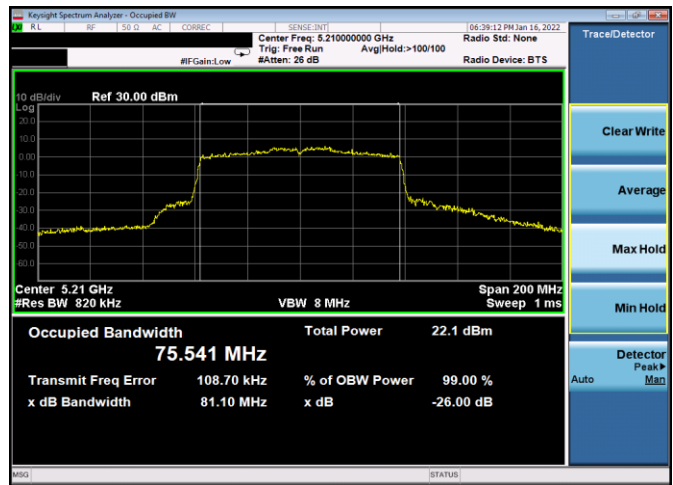 Keysight Spectrum Analyzer - Occupied BW
RL RF 50 Ω AC CORREC SENSE:INT 06:39:12 PM Jan 16, 2022
Center Freq: 5.210000000 GHz Radio Std: None
Trig: Free Run Avg|Hold:>100/100
#IFGain:Low #Atten: 26 dB Radio Device: BTS
Trace/Detector
10 dB/div Ref 30.00 dBm
Log
20.0
10.0
0.00
-10.0
-20.0
-30.0
-40.0
-50.0
-60.0
Center 5.21 GHz Span 200 MHz
#Res BW 820 kHz VBW 8 MHz Sweep 1 ms
Occupied Bandwidth Total Power 22.1 dBm
75.541 MHz
Transmit Freq Error 108.70 kHz % of OBW Power 99.00 %
x dB Bandwidth 81.10 MHz x dB -26.00 dB
Clear Write
Average
Max Hold
Min Hold
Detector
Peak▶
Auto Man
MSG STATUS